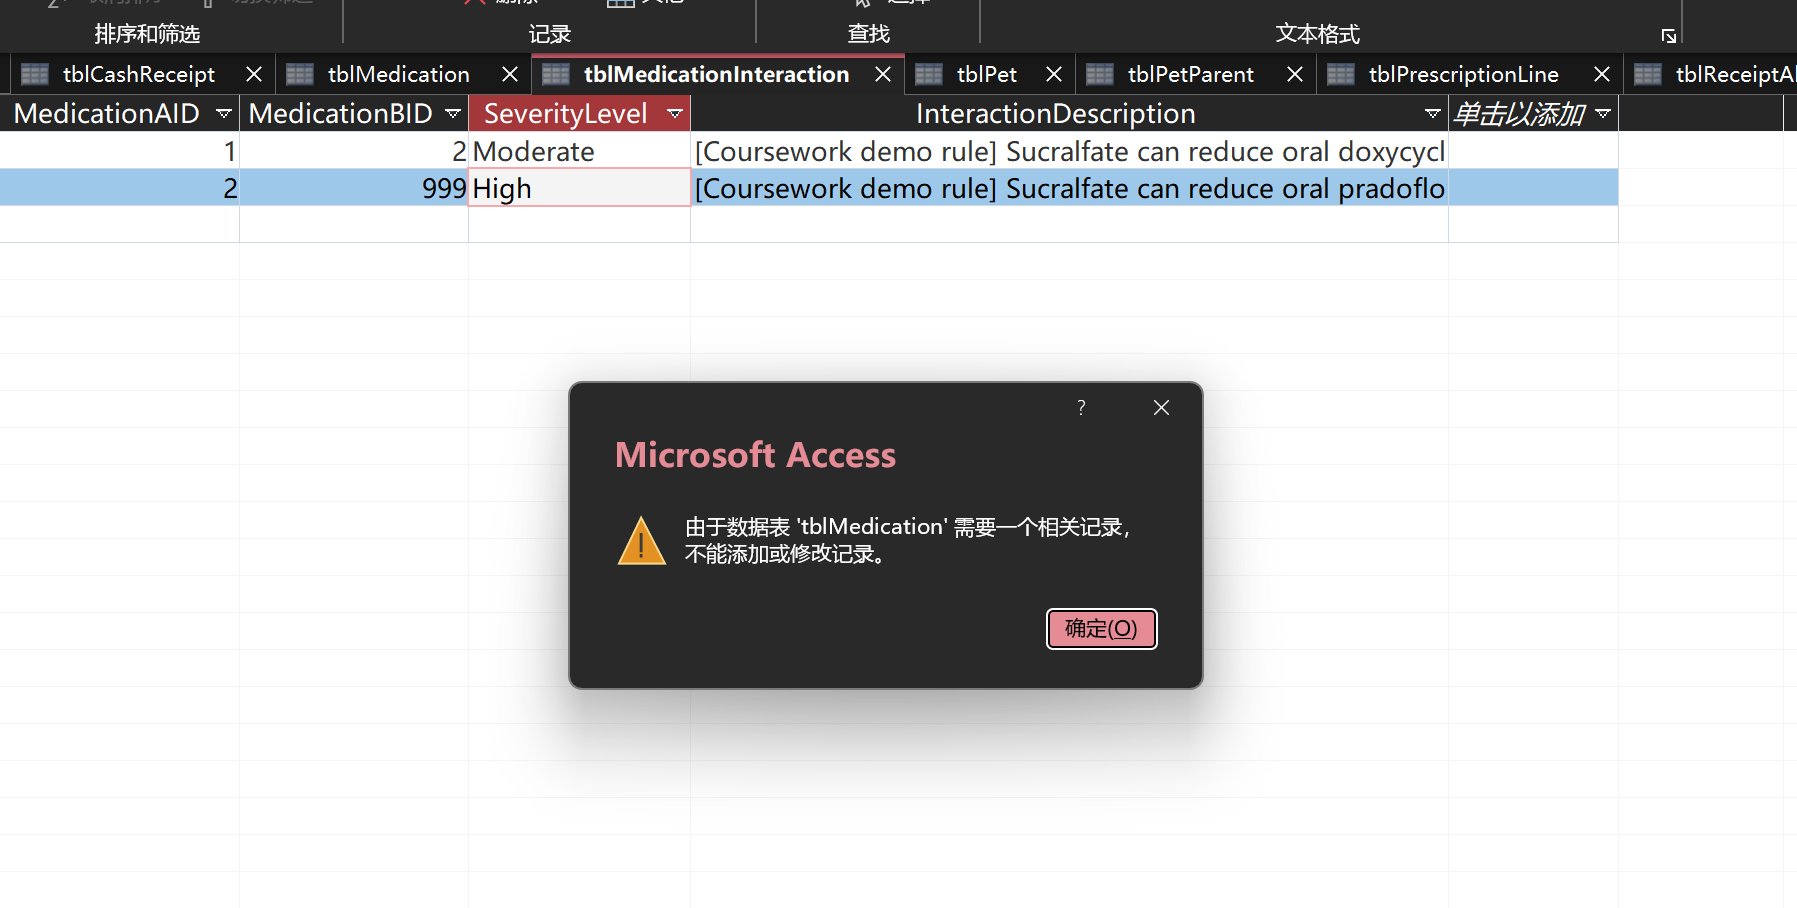 排序和筛选 记录 查找 文本格式
tblCashReceipt tblMedication tblMedicationInteraction tblPet tblPetParent tblPrescriptionLine tblReceiptAl
MedicationAID MedicationBID SeverityLevel InteractionDescription 单击以添加
1 2 Moderate [Coursework demo rule] Sucralfate can reduce oral doxycycl
2 999 High [Coursework demo rule] Sucralfate can reduce oral pradoflo
?
Microsoft Access
由于数据表 'tblMedication' 需要一个相关记录，
不能添加或修改记录。
确定(O)